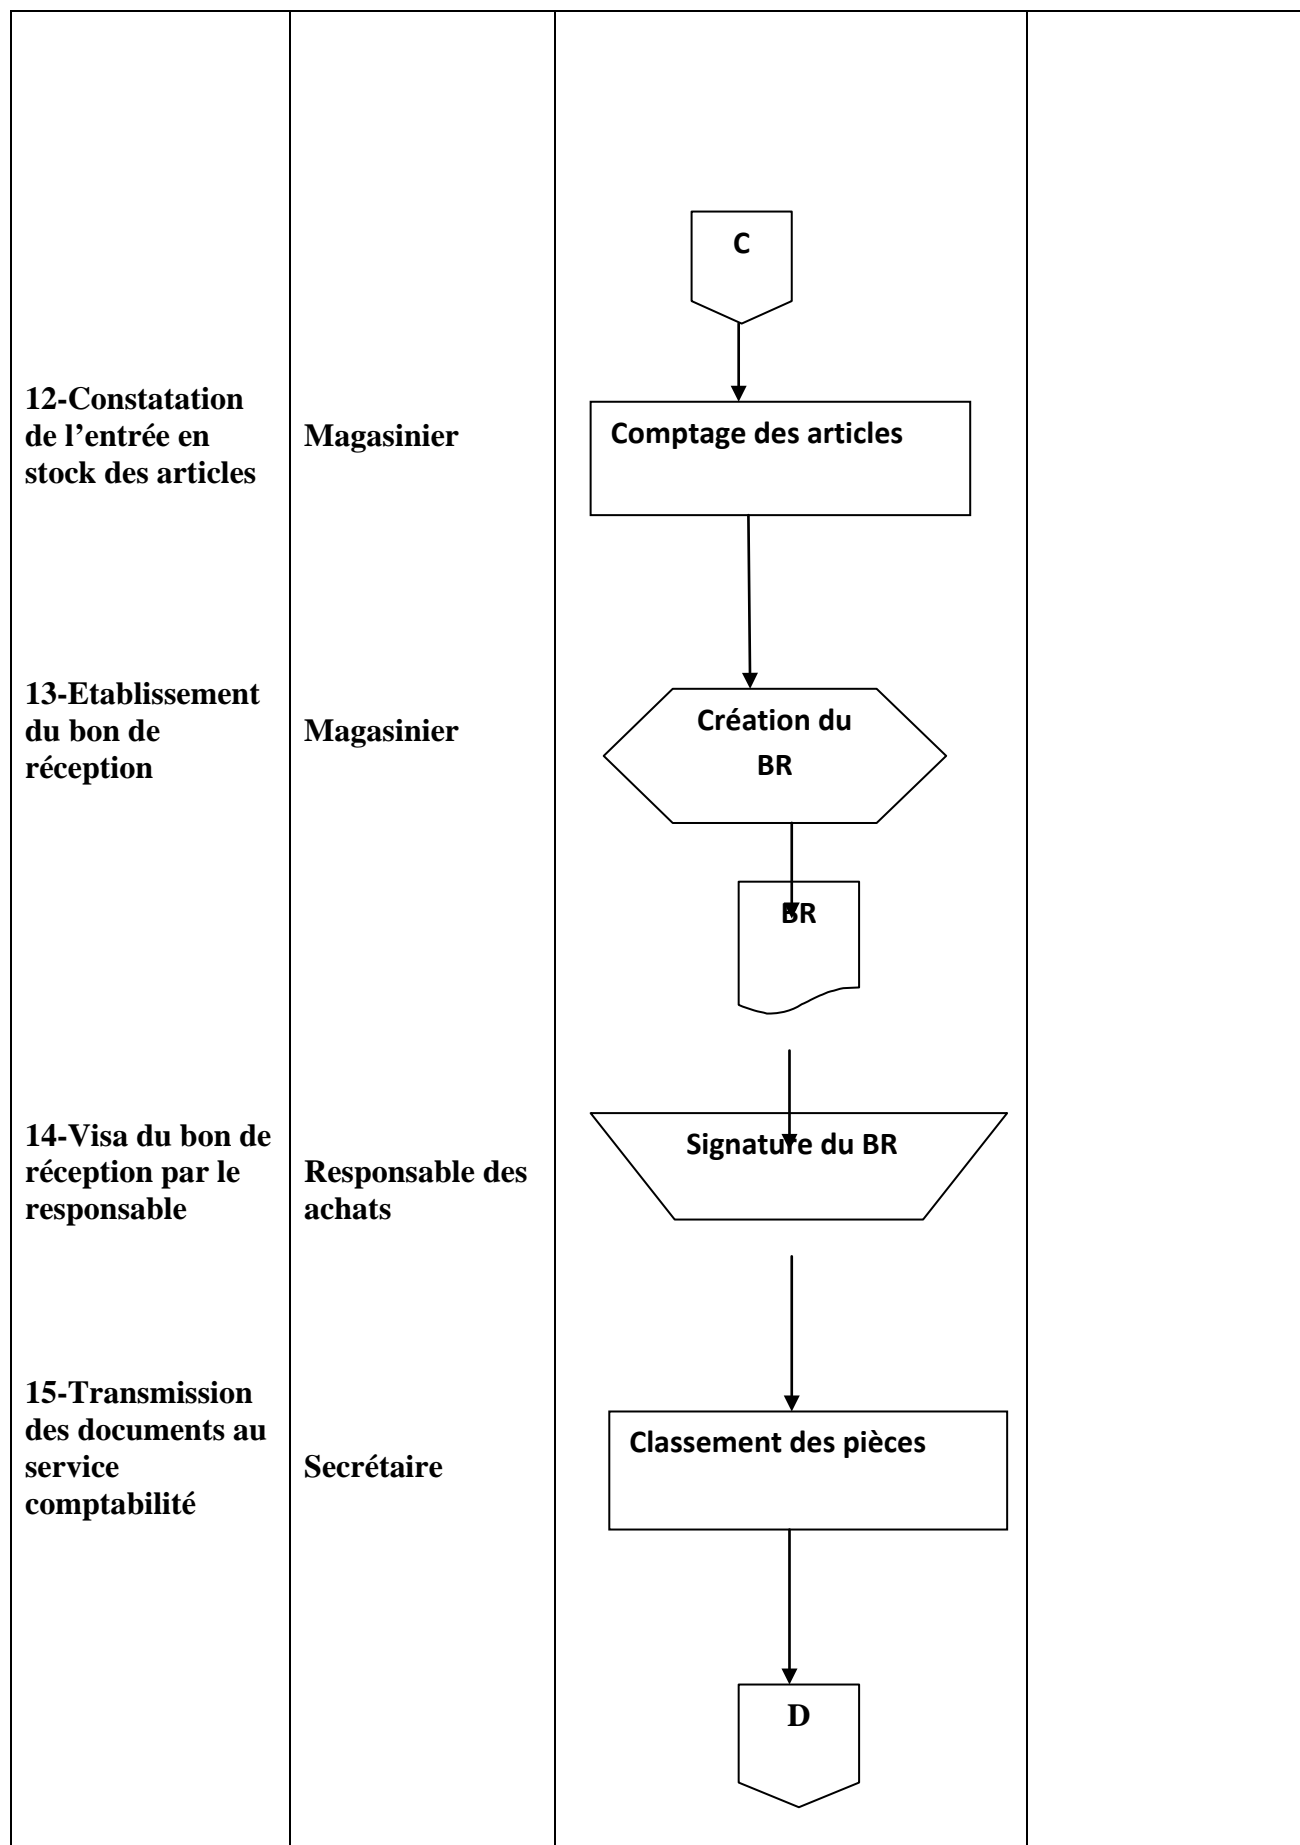 C
12-Constatation
de l’entrée en
stock des articles
Magasinier
Comptage des articles
13-Etablissement
du bon de
réception
Magasinier
Création du
BR
BR
14-Visa du bon de
réception par le
responsable
Responsable des
achats
Signature du BR
15-Transmission
des documents au
service
comptabilité
Secrétaire
Classement des pièces
D